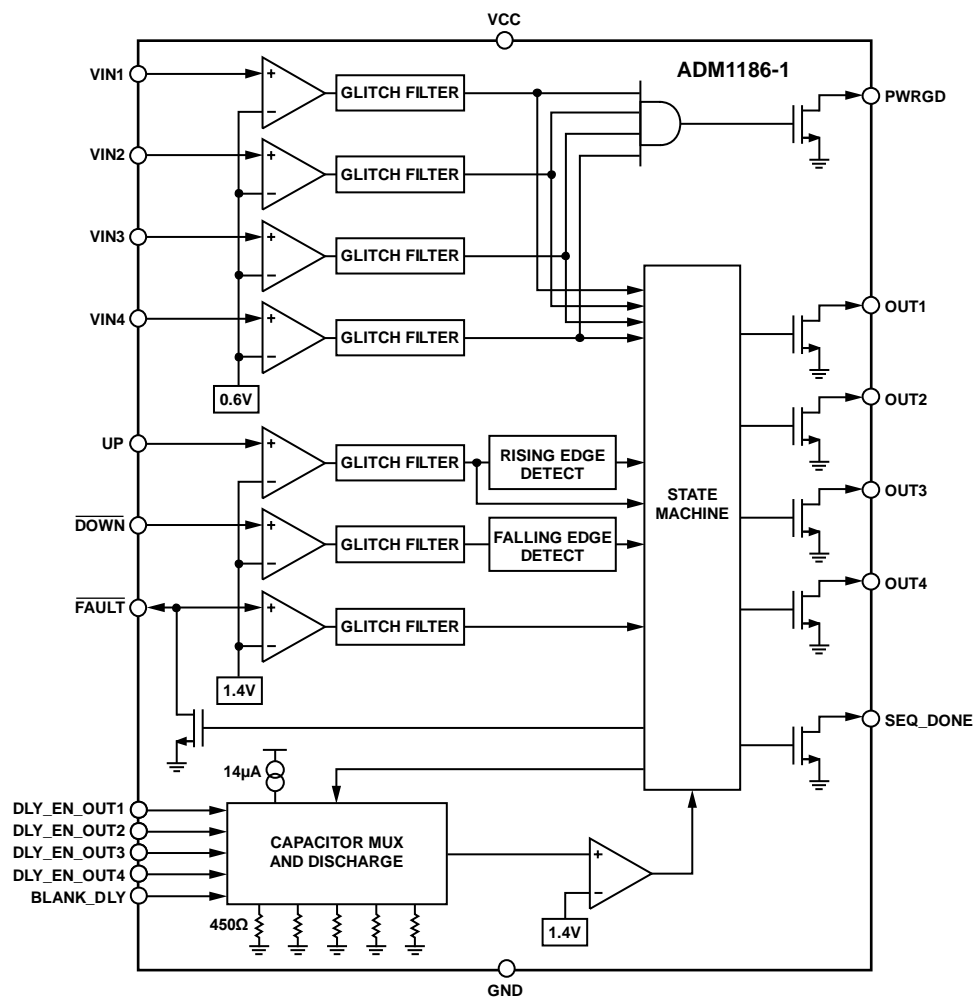 VCC
ADM1186-1
VIN1
+
−
GLITCH FILTER
PWRGD
VIN2
+
−
GLITCH FILTER
VIN3
+
−
GLITCH FILTER
VIN4
+
−
GLITCH FILTER
OUT1
0.6V
OUT2
UP
+
−
GLITCH FILTER
RISING EDGE
DETECT
STATE
MACHINE
OUT3
DOWN
+
−
GLITCH FILTER
FALLING EDGE
DETECT
OUT4
FAULT
+
−
GLITCH FILTER
1.4V
SEQ_DONE
14µA
DLY_EN_OUT1
DLY_EN_OUT2
DLY_EN_OUT3
DLY_EN_OUT4
BLANK_DLY
CAPACITOR MUX
AND DISCHARGE
+
−
450Ω
1.4V
GND